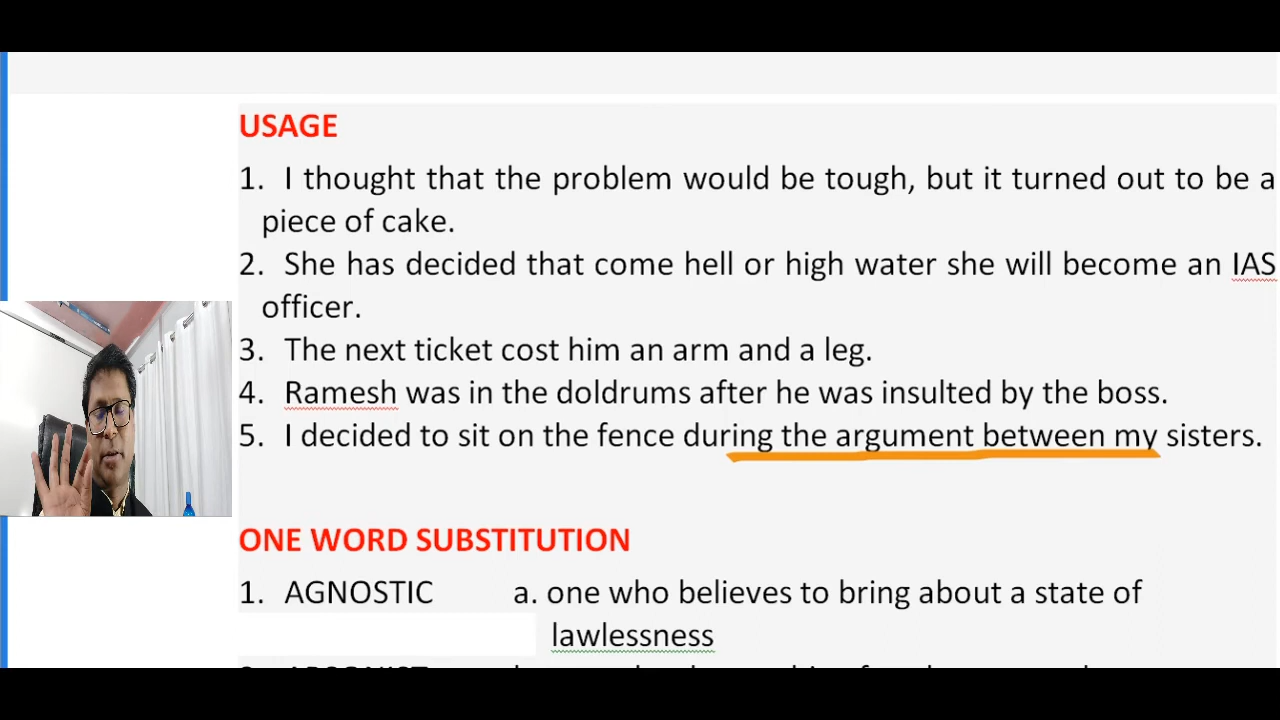 USAGE
1. I thought that the problem would be tough, but it turned out to be a
piece of cake.
2. She has decided that come hell or high water she will become an IAS
officer.
3. The next ticket cost him an arm and a leg.
4. Ramesh was in the doldrums after he was insulted by the boss.
5. I decided to sit on the fence during the argument between my sisters.
ONE WORD SUBSTITUTION
1. AGNOSTIC a. one who believes to bring about a state of
lawlessness